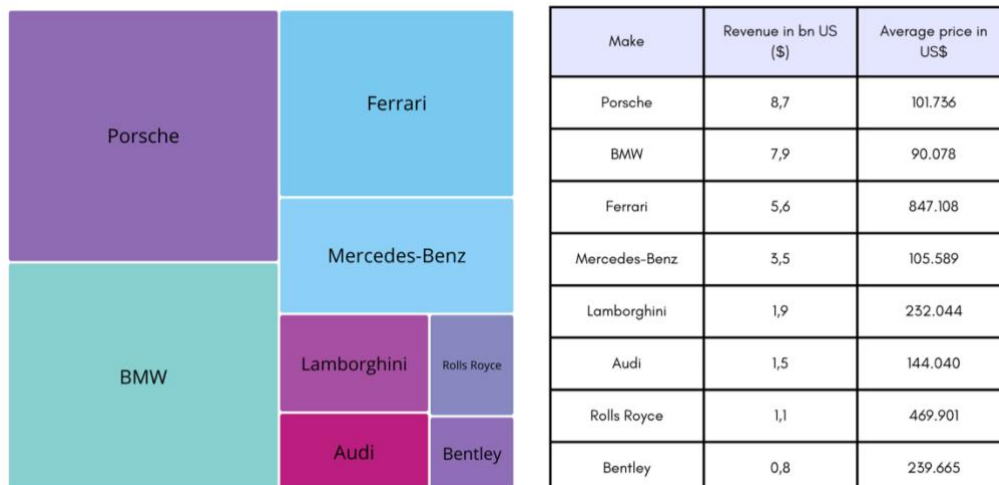 Porsche
BMW
Ferrari
Mercedes-Benz
Lamborghini
Rolls Royce
Audi
Bentley
Make
Revenue in bn US
($)
Average price in
US$
Porsche 8,7 101.736
BMW 7,9 90.078
Ferrari 5,6 847.108
Mercedes-Benz 3,5 105.589
Lamborghini 1,9 232.044
Audi 1,5 144.040
Rolls Royce 1,1 469.901
Bentley 0,8 239.665